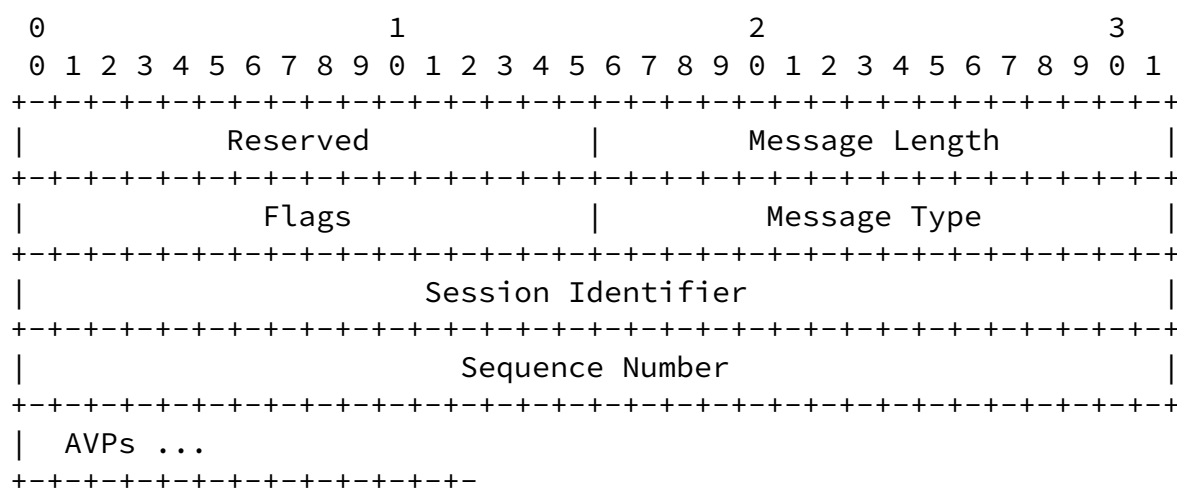 0                   1                   2                   3
 0 1 2 3 4 5 6 7 8 9 0 1 2 3 4 5 6 7 8 9 0 1 2 3 4 5 6 7 8 9 0 1
+-+-+-+-+-+-+-+-+-+-+-+-+-+-+-+-+-+-+-+-+-+-+-+-+-+-+-+-+-+-+-+-+
|           Reserved            |        Message Length         |
+-+-+-+-+-+-+-+-+-+-+-+-+-+-+-+-+-+-+-+-+-+-+-+-+-+-+-+-+-+-+-+-+
|             Flags             |         Message Type          |
+-+-+-+-+-+-+-+-+-+-+-+-+-+-+-+-+-+-+-+-+-+-+-+-+-+-+-+-+-+-+-+-+
|                      Session Identifier                       |
+-+-+-+-+-+-+-+-+-+-+-+-+-+-+-+-+-+-+-+-+-+-+-+-+-+-+-+-+-+-+-+-+
|                        Sequence Number                        |
+-+-+-+-+-+-+-+-+-+-+-+-+-+-+-+-+-+-+-+-+-+-+-+-+-+-+-+-+-+-+-+-+
|  AVPs ...
+-+-+-+-+-+-+-+-+-+-+-+-+-